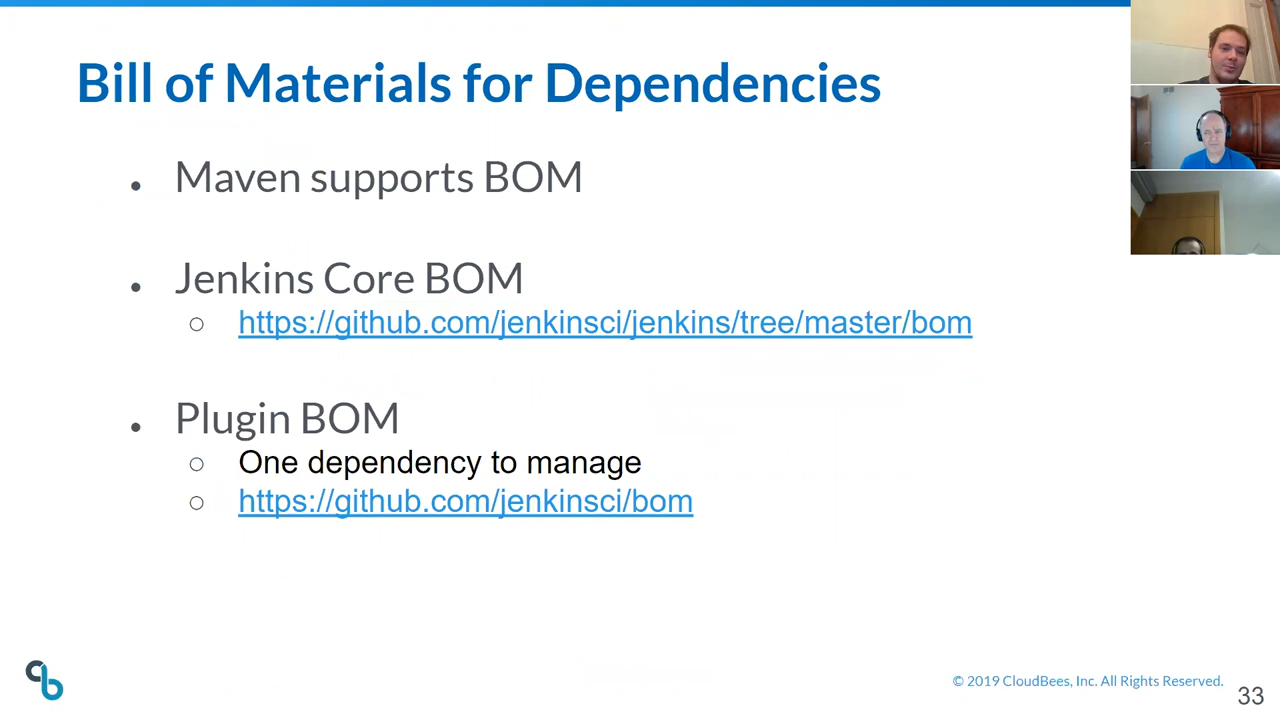 Bill of Materials for Dependencies
Maven supports BOM
Jenkins Core BOM
https://github.com/jenkinsci/jenkins/tree/master/bom
Plugin BOM
One dependency to manage
https://github.com/jenkinsci/bom
© 2019 CloudBees, Inc. All Rights Reserved.
33